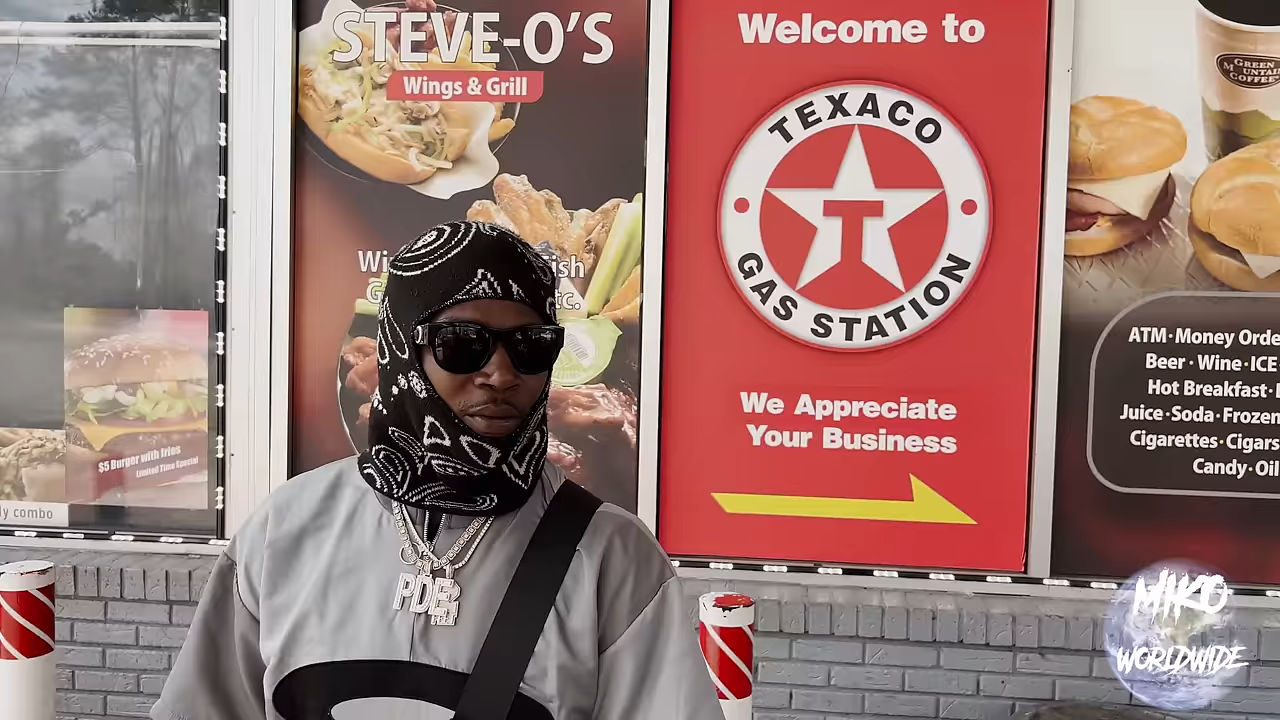 STEVE-O'S
Wings & Grill
Welcome to
TEXACO
T
GAS STATION
We Appreciate
Your Business
GREEN
MOUNTAIN
COFFEE
ATM·Money Orde
Beer · Wine·ICE
Hot Breakfast·
Juice·Soda·Frozen
Cigarettes·Cigars
Candy·Oil
$5 Burger with fries
Limited Time Special
ly combo
MIKO
WORLDWIDE